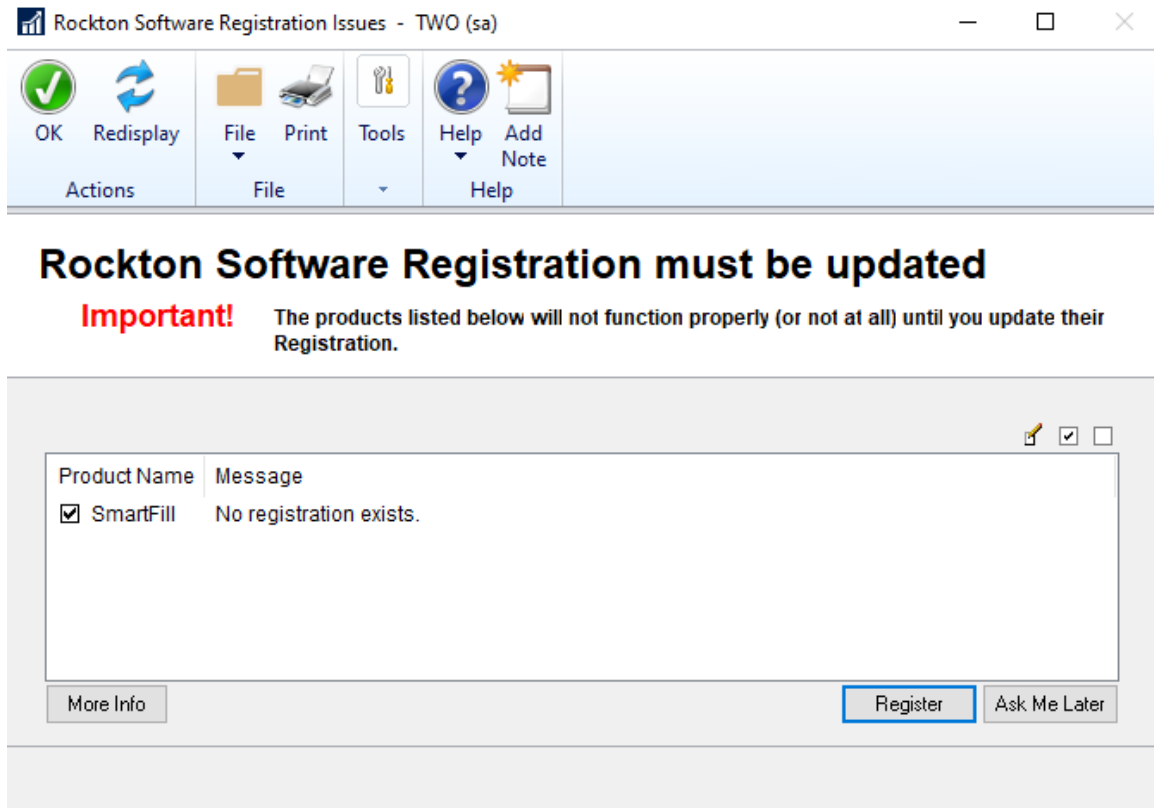 Rockton Software Registration Issues - TWO (sa)
OK Redisplay File Print Tools Help Add Note
Actions File Help
Rockton Software Registration must be updated
Important! The products listed below will not function properly (or not at all) until you update their
Registration.
Product Name Message
SmartFill No registration exists.
More Info Register Ask Me Later